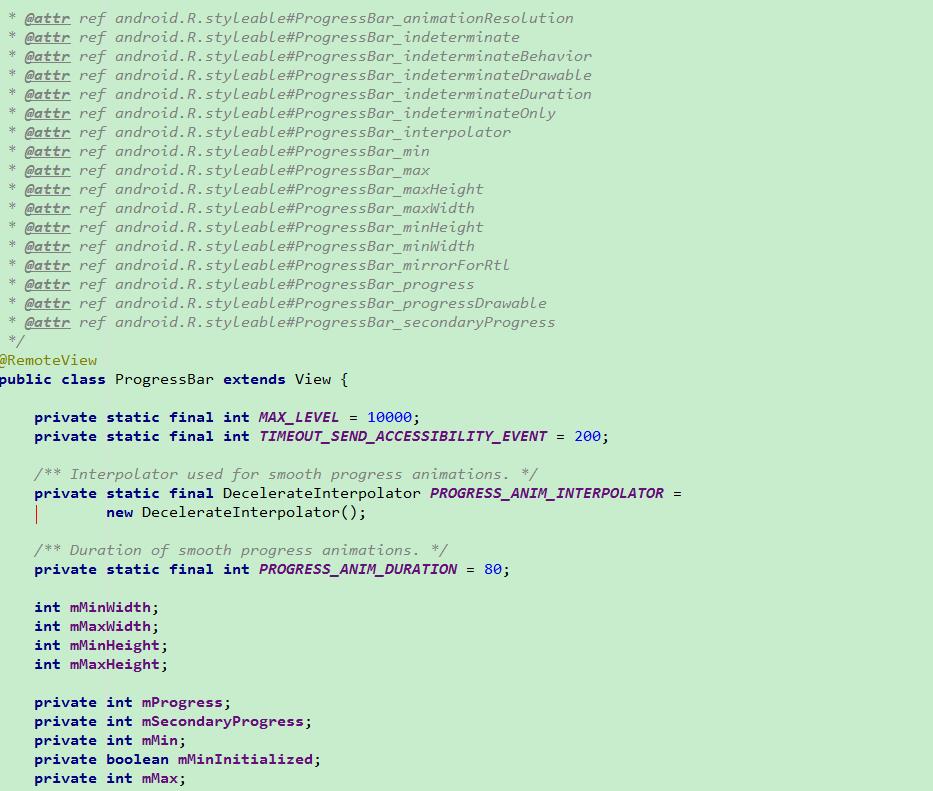 * @attr ref android.R.styleable#ProgressBar_animationResolution
* @attr ref android.R.styleable#ProgressBar_indeterminate
* @attr ref android.R.styleable#ProgressBar_indeterminateBehavior
* @attr ref android.R.styleable#ProgressBar_indeterminateDrawable
* @attr ref android.R.styleable#ProgressBar_indeterminateDuration
* @attr ref android.R.styleable#ProgressBar_indeterminateOnly
* @attr ref android.R.styleable#ProgressBar_interpolator
* @attr ref android.R.styleable#ProgressBar_min
* @attr ref android.R.styleable#ProgressBar_max
* @attr ref android.R.styleable#ProgressBar_maxHeight
* @attr ref android.R.styleable#ProgressBar_maxWidth
* @attr ref android.R.styleable#ProgressBar_minHeight
* @attr ref android.R.styleable#ProgressBar_minWidth
* @attr ref android.R.styleable#ProgressBar_mirrorForRtl
* @attr ref android.R.styleable#ProgressBar_progress
* @attr ref android.R.styleable#ProgressBar_progressDrawable
* @attr ref android.R.styleable#ProgressBar_secondaryProgress
*/
@RemoteView
public class ProgressBar extends View {
    private static final int MAX_LEVEL = 10000;
    private static final int TIMEOUT_SEND_ACCESSIBILITY_EVENT = 200;
    /** Interpolator used for smooth progress animations. */
    private static final DecelerateInterpolator PROGRESS_ANIM_INTERPOLATOR =
            new DecelerateInterpolator();
    /** Duration of smooth progress animations. */
    private static final int PROGRESS_ANIM_DURATION = 80;
    int mMinWidth;
    int mMaxWidth;
    int mMinHeight;
    int mMaxHeight;
    private int mProgress;
    private int mSecondaryProgress;
    private int mMin;
    private boolean mMinInitialized;
    private int mMax;